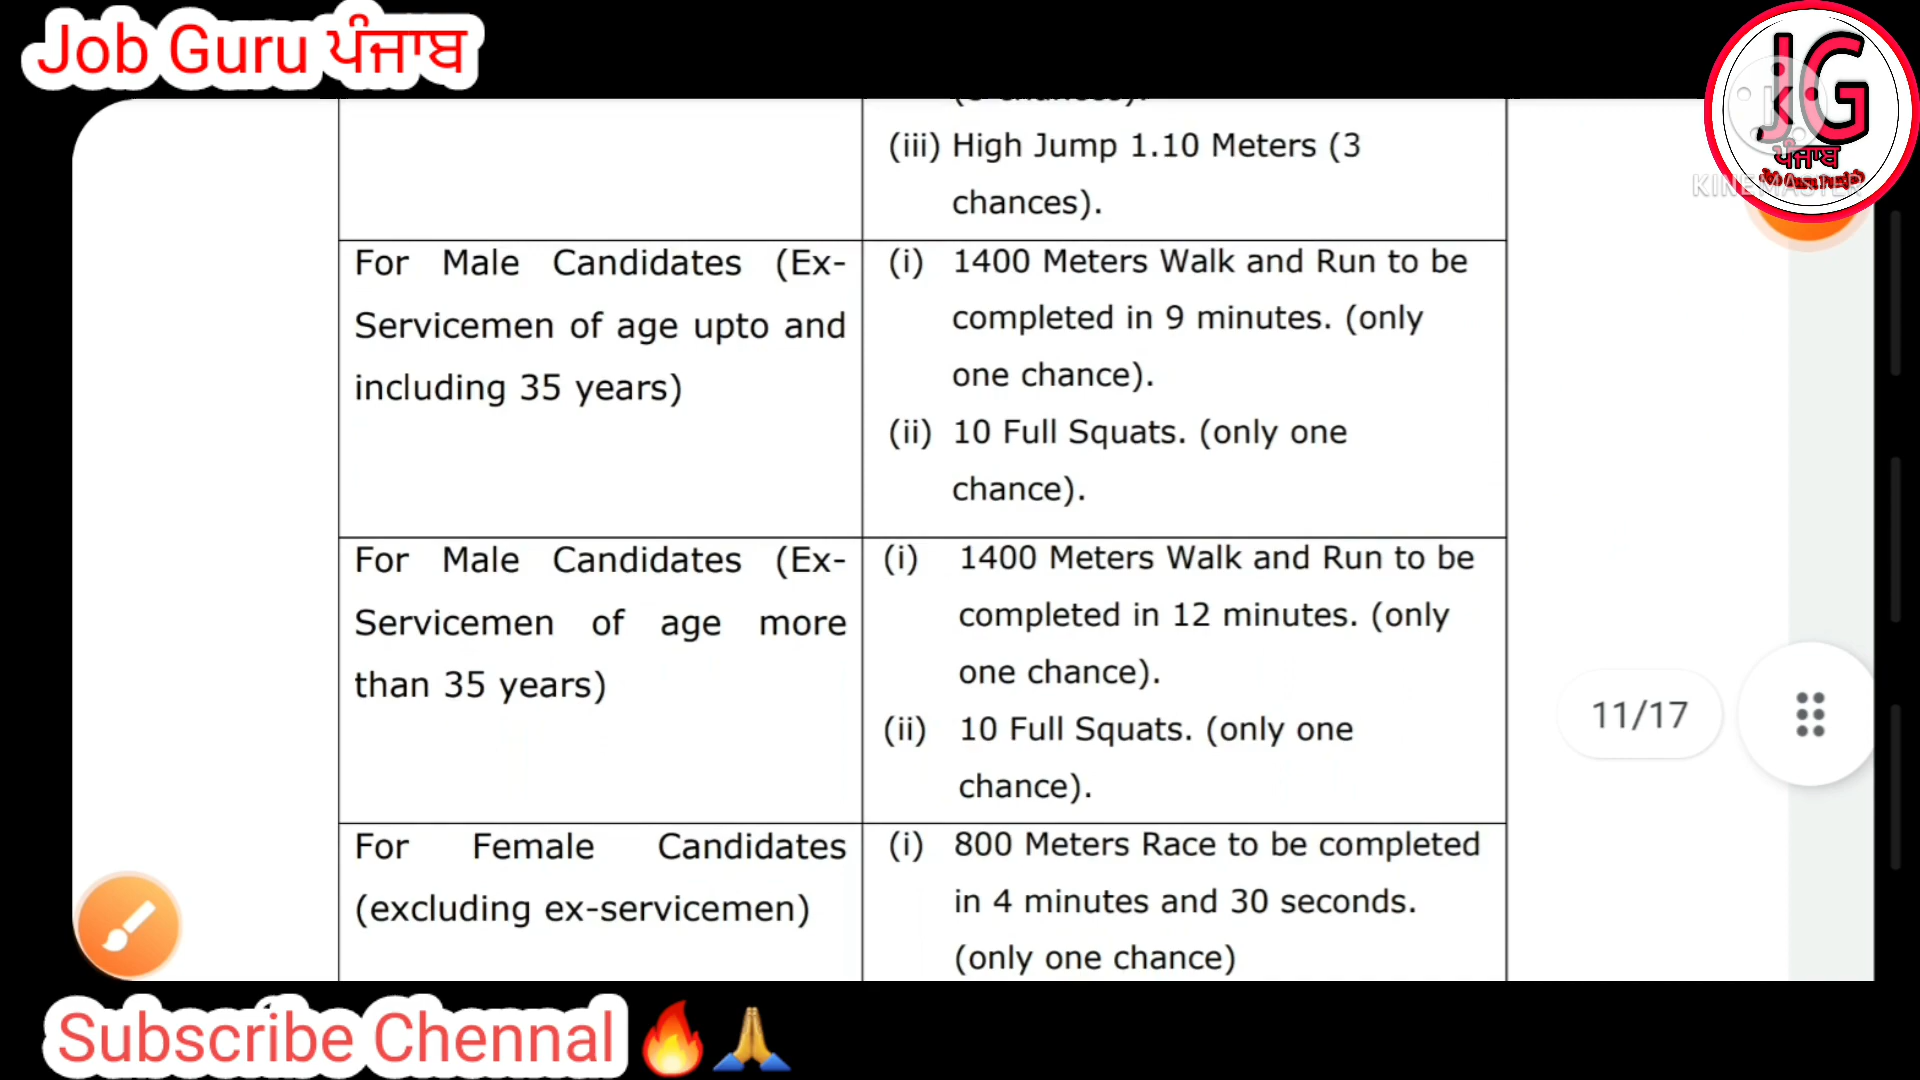 Job Guru ਪੰਜਾਬ
JG
ਪੰਜਾਬ
KINEMASTER
(iii) High Jump 1.10 Meters (3
chances).
For Male Candidates (Ex-
Servicemen of age upto and
including 35 years)
(i) 1400 Meters Walk and Run to be
completed in 9 minutes. (only
one chance).
(ii) 10 Full Squats. (only one
chance).
For Male Candidates (Ex-
Servicemen of age more
than 35 years)
(i) 1400 Meters Walk and Run to be
completed in 12 minutes. (only
one chance).
(ii) 10 Full Squats. (only one
chance).
11/17
For Female Candidates
(excluding ex-servicemen)
(i) 800 Meters Race to be completed
in 4 minutes and 30 seconds.
(only one chance)
Subscribe Chennal 🔥🙏